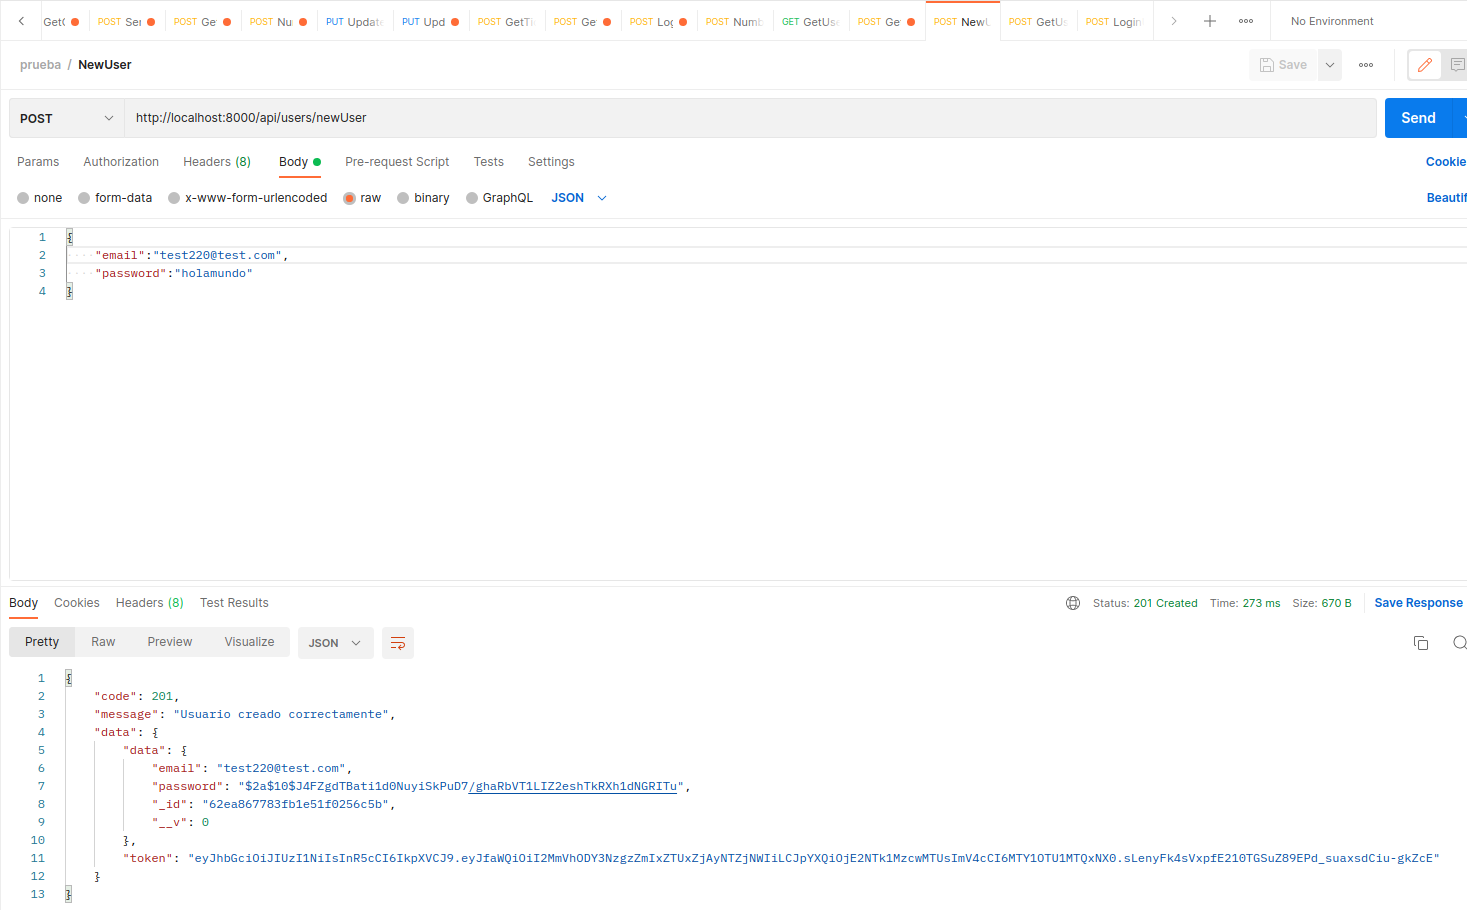 GetC POST Ser POST Ge POST Nu PUT Update PUT Upd POST GetTi POST Ge POST Log POST Numb GET GetUse POST Ge POST NewU POST GetUs POST Login No Environment
prueba / NewUser Save
POST http://localhost:8000/api/users/newUser Send
Params Authorization Headers (8) Body Pre-request Script Tests Settings Cookie
none form-data x-www-form-urlencoded raw binary GraphQL JSON Beautif
1 {
2 "email":"test220@test.com",
3 "password":"holamundo"
4 }
Body Cookies Headers (8) Test Results Status: 201 Created Time: 273 ms Size: 670 B Save Response
Pretty Raw Preview Visualize JSON
1 {
2 "code": 201,
3 "message": "Usuario creado correctamente",
4 "data": {
5 "data": {
6 "email": "test220@test.com",
7 "password": "$2a$10$J4FZgdTBati1d0NuyiSkPuD7/ghaRbVT1LIZ2eshTkRXh1dNGRITu",
8 "_id": "62ea867783fb1e51f0256c5b",
9 "__v": 0
10 },
11 "token": "eyJhbGciOiJIUzI1NiIsInR5cCI6IkpXVCJ9.eyJfaWQiOiI2MmVhODY3NzgzZmIxZTUxZjAyNTZjNWIiLCJpYXQiOjE2NTk1MzcwMTUsImV4cCI6MTY1OTU1MTQxNX0.sLenyFk4sVxpfE210TGSuZ89EPd_suaxsdCiu-gkZcE"
12 }
13 }